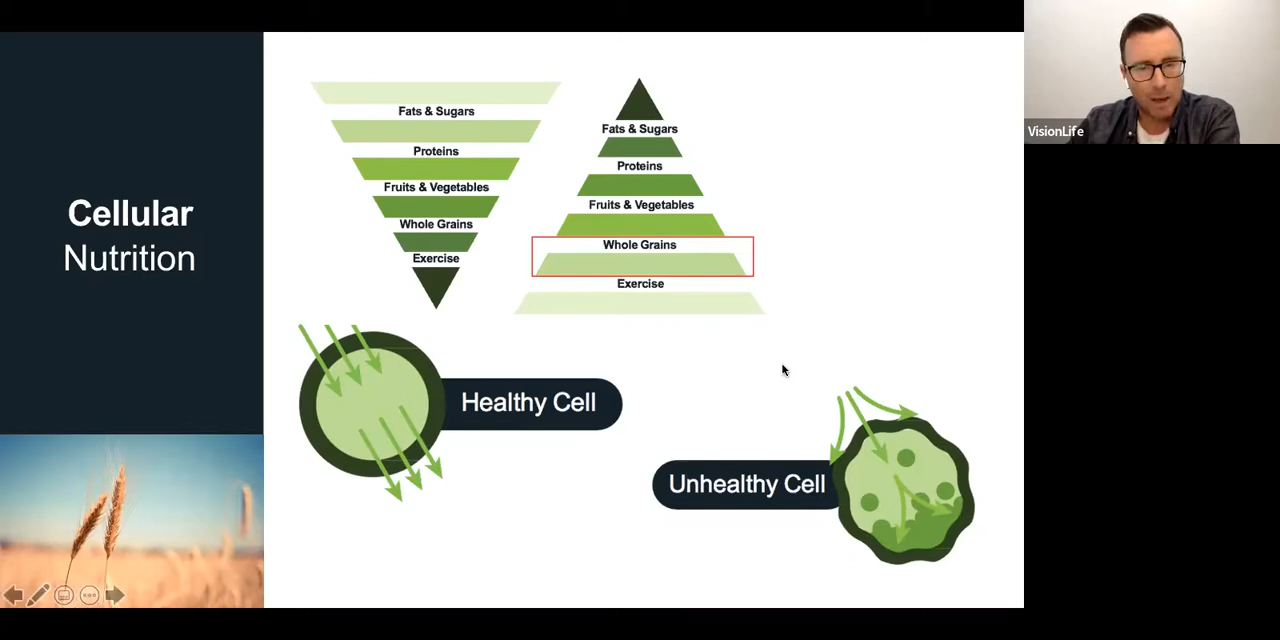 Cellular
Nutrition
Fats & Sugars
Proteins
Fruits & Vegetables
Whole Grains
Exercise
Fats & Sugars
Proteins
Fruits & Vegetables
Whole Grains
Exercise
Healthy Cell
Unhealthy Cell
VisionLife